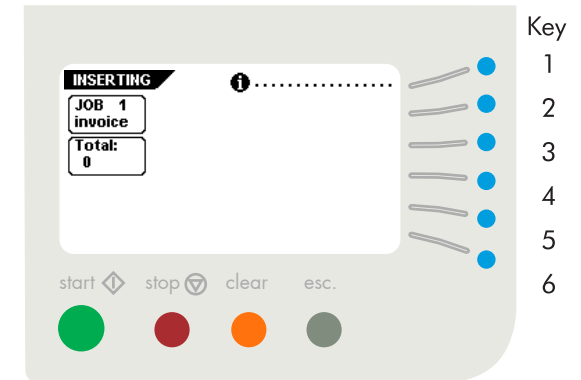 Key
INSERTING
i
1
JOB 1
invoice
2
Total:
0
3
4
5
6
start
stop
clear
esc.